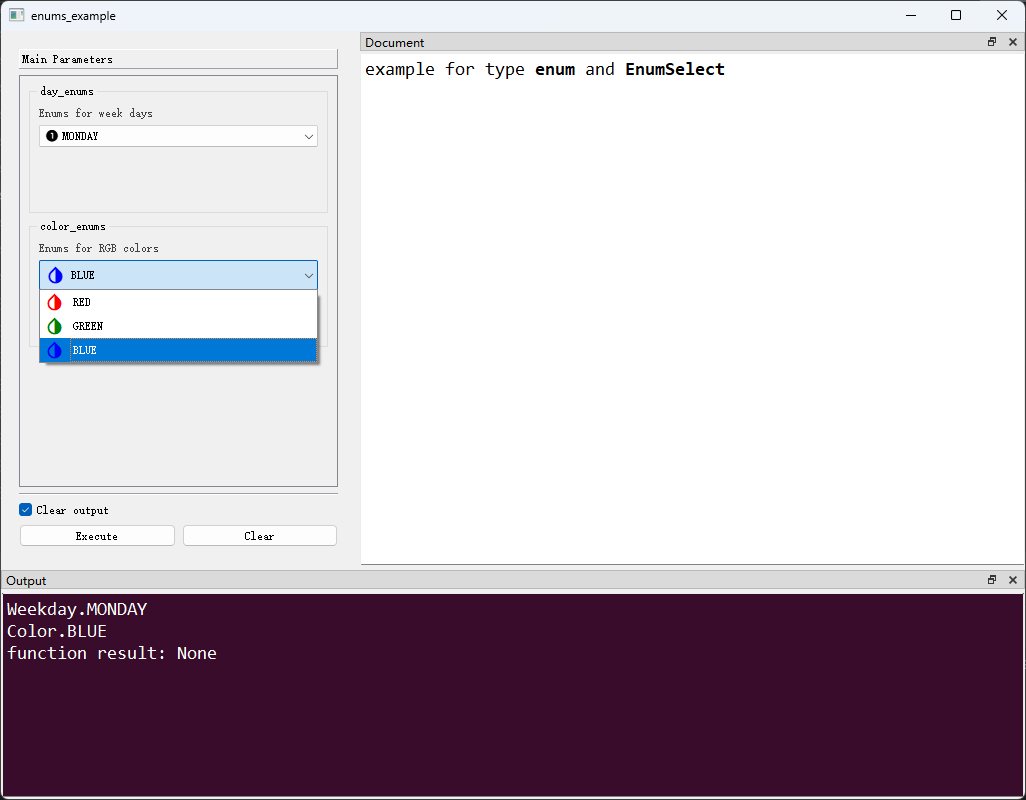 enums_example
Main Parameters
day_enums
Enums for week days
1 MONDAY
color_enums
Enums for RGB colors
BLUE
RED
GREEN
BLUE
Clear output
Execute
Clear
Document
example for type enum and EnumSelect
Output
Weekday.MONDAY
Color.BLUE
function result: None